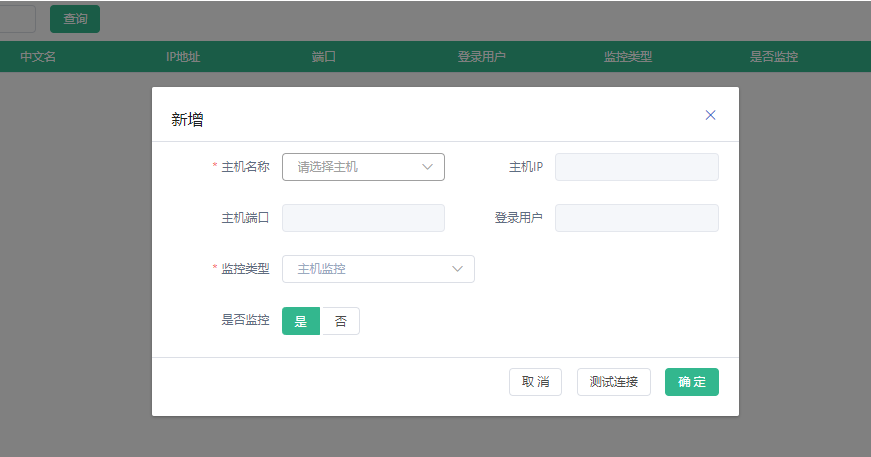 查询
中文名 IP地址 端口 登录用户 监控类型 是否监控
新增
* 主机名称 请选择主机 主机IP
主机端口 登录用户
* 监控类型 主机监控
是否监控 是 否
取 消 测试连接 确 定